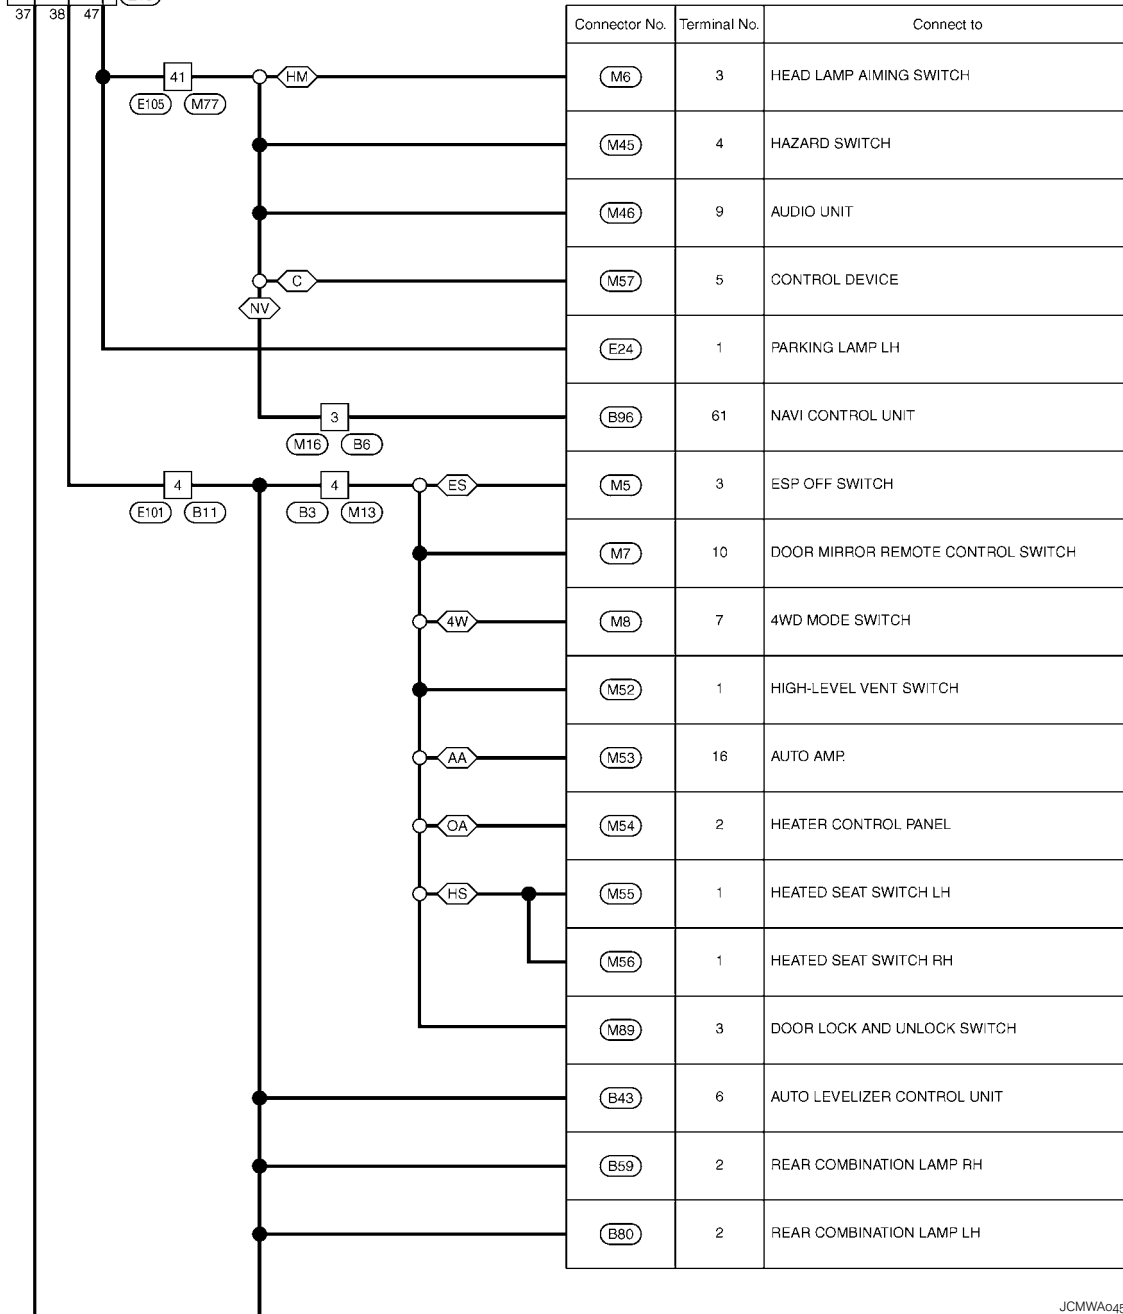 37 38 47
Connector No. Terminal No. Connect to
41 HM M6 3 HEAD LAMP AIMING SWITCH
E105 M77
M45 4 HAZARD SWITCH
M46 9 AUDIO UNIT
C M57 5 CONTROL DEVICE
NV
E24 1 PARKING LAMP LH
3 B96 61 NAVI CONTROL UNIT
M16 B6
4 4 ES M5 3 ESP OFF SWITCH
E101 B11 B3 M13
M7 10 DOOR MIRROR REMOTE CONTROL SWITCH
4W M8 7 4WD MODE SWITCH
M52 1 HIGH-LEVEL VENT SWITCH
AA M53 16 AUTO AMP.
OA M54 2 HEATER CONTROL PANEL
HS M55 1 HEATED SEAT SWITCH LH
M56 1 HEATED SEAT SWITCH RH
M89 3 DOOR LOCK AND UNLOCK SWITCH
B43 6 AUTO LEVELIZER CONTROL UNIT
B59 2 REAR COMBINATION LAMP RH
B80 2 REAR COMBINATION LAMP LH